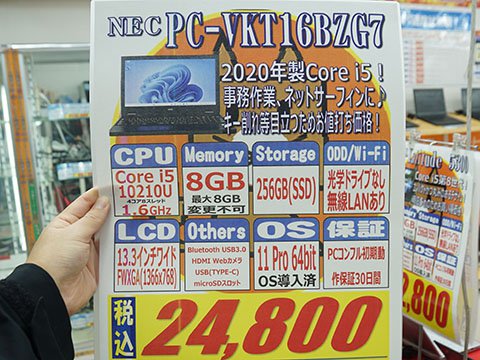 NEC PC-VKT16BZG7
2020年製Core i5！
事務作業、ネットサーフィンに♪
キー削れ等目立つためお値打ち価格！
CPU
Core i5
10210U
4コア8スレッド
1.6GHz
Memory
8GB
最大8GB
変更不可
Storage
256GB(SSD)
ODD/Wi-Fi
光学ドライブなし
無線LANあり
LCD
13.3インチワイド
FWXGA(1366x768)
Others
Bluetooth USB3.0
HDMI Webカメラ
USB(TYPE-C)
microSDスロット
OS
11 Pro 64bit
OS導入済
保証
PCコンフル初期動
作保証30日間
税込
24,800
Core i5第8世代
,800